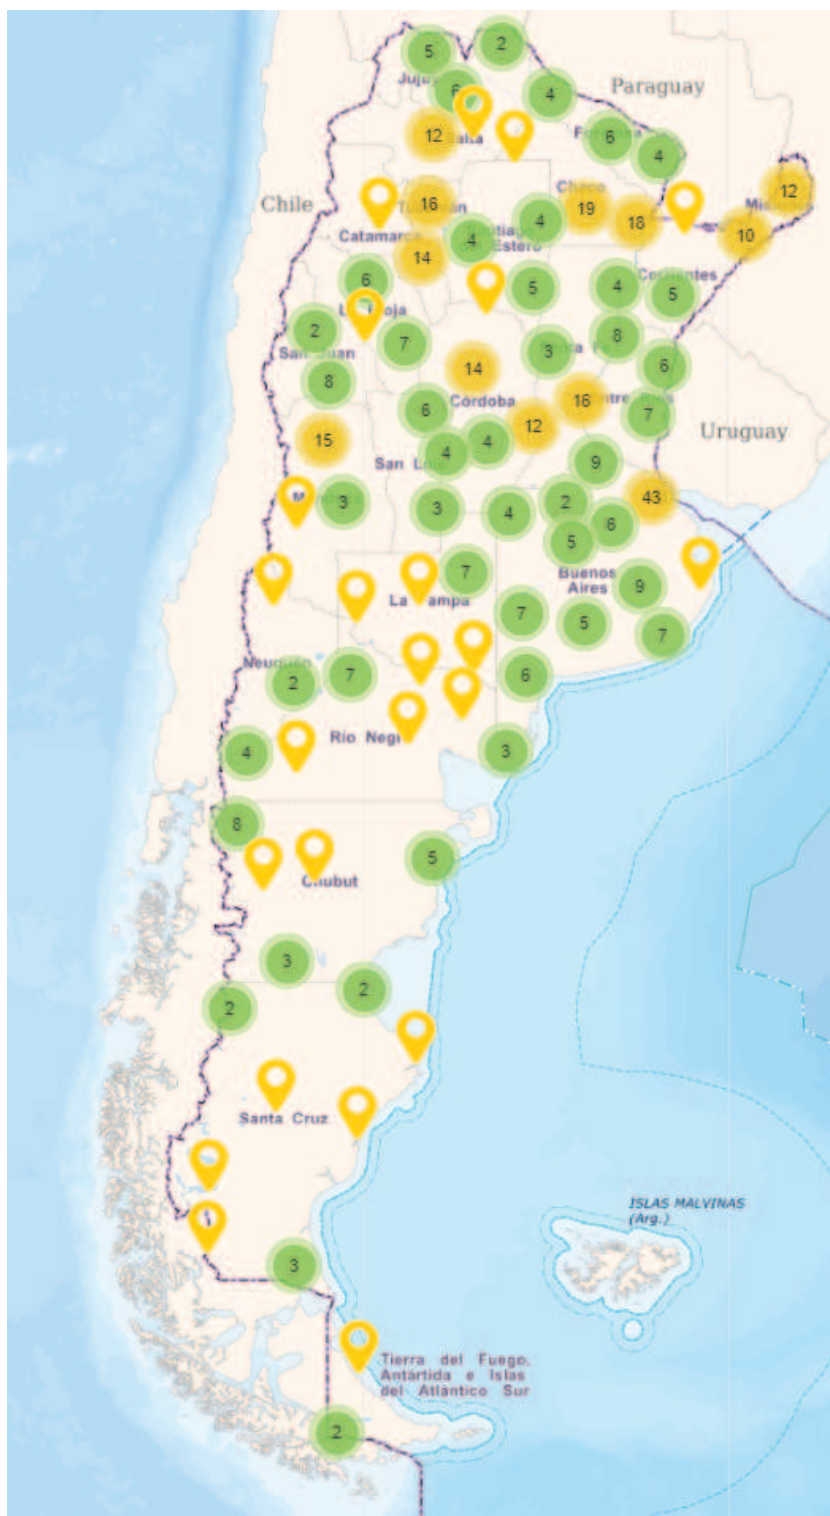 2
5
Jujuy
6
4
Paraguay
12
6
4
12
Chile
16
Chaco
19
18
Catamarca
4
4
10
14
6
5
4
Corrientes
5
2
7
3
8
8
14
6
Córdoba
6
16
7
12
Uruguay
15
4
4
San Luis
9
3
3
4
2
43
6
5
7
Buenos
Aires
9
La Pampa
7
5
7
Neuquén
2
7
6
Río Negro
4
3
8
5
Chubut
3
2
2
Santa Cruz
ISLAS MALVINAS
(Arg.)
3
Tierra del Fuego,
Antártida e Islas
del Atlántico Sur
2